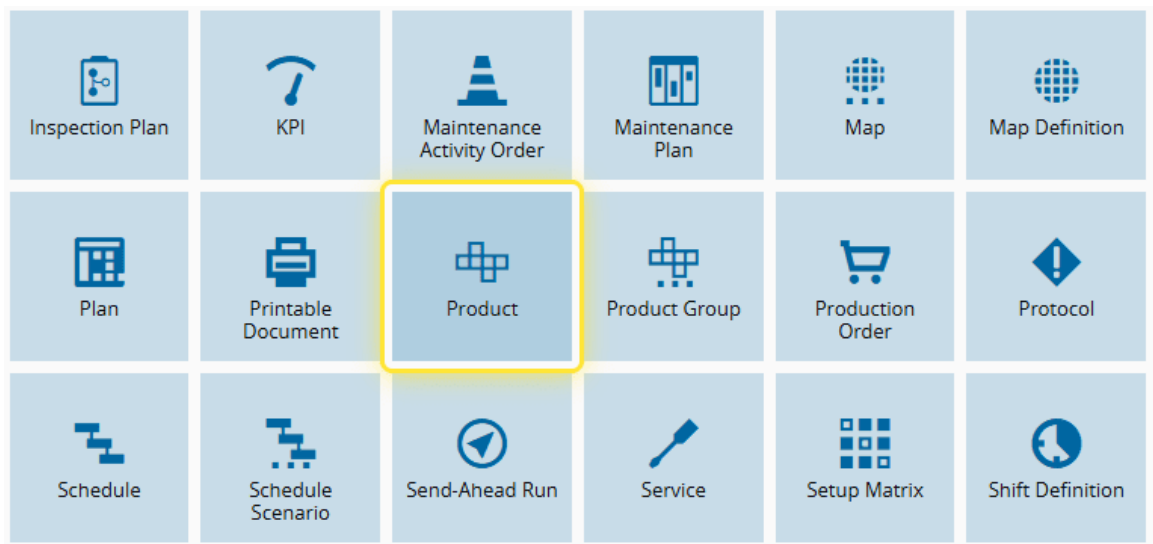 Inspection Plan
KPI
Maintenance
Activity Order
Maintenance
Plan
Map
Map Definition
Plan
Printable
Document
Product
Product Group
Production
Order
Protocol
Schedule
Schedule
Scenario
Send-Ahead Run
Service
Setup Matrix
Shift Definition